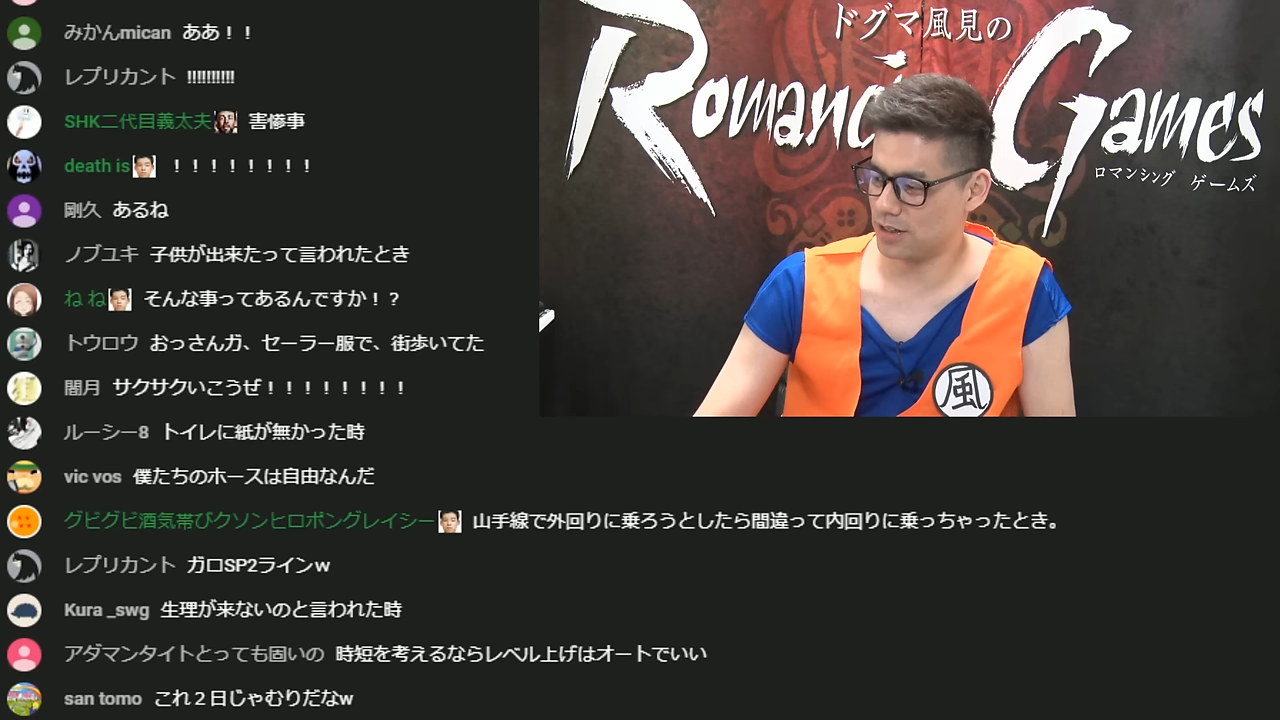 みかんmican ああ！！
レプリカント !!!!!!!!!!
SHK二代目義太夫 害惨事
death is ！！！！！！！！
剛久 あるね
ノブユキ 子供が出来たって言われたとき
ね ね そんな事ってあるんですか！？
トウロウ おっさんガ、セーラー服で、街歩いてた
闇月 サクサクいこうぜ！！！！！！！！
ルーシー8 トイレに紙が無かった時
vic vos 僕たちのホースは自由なんだ
グビグビ酒気帯びクソンヒロポングレイシー 山手線で外回りに乗ろうとしたら間違って内回りに乗っちゃったとき。
レプリカント ガロSP2ラインw
Kura _swg 生理が来ないのと言われた時
アダマンタイトとっても固いの 時短を考えるならレベル上げはオートでいい
san tomo これ２日じゃむりだなw
ドグマ風見の
Romanci Games
ロマンシング ゲームズ
風